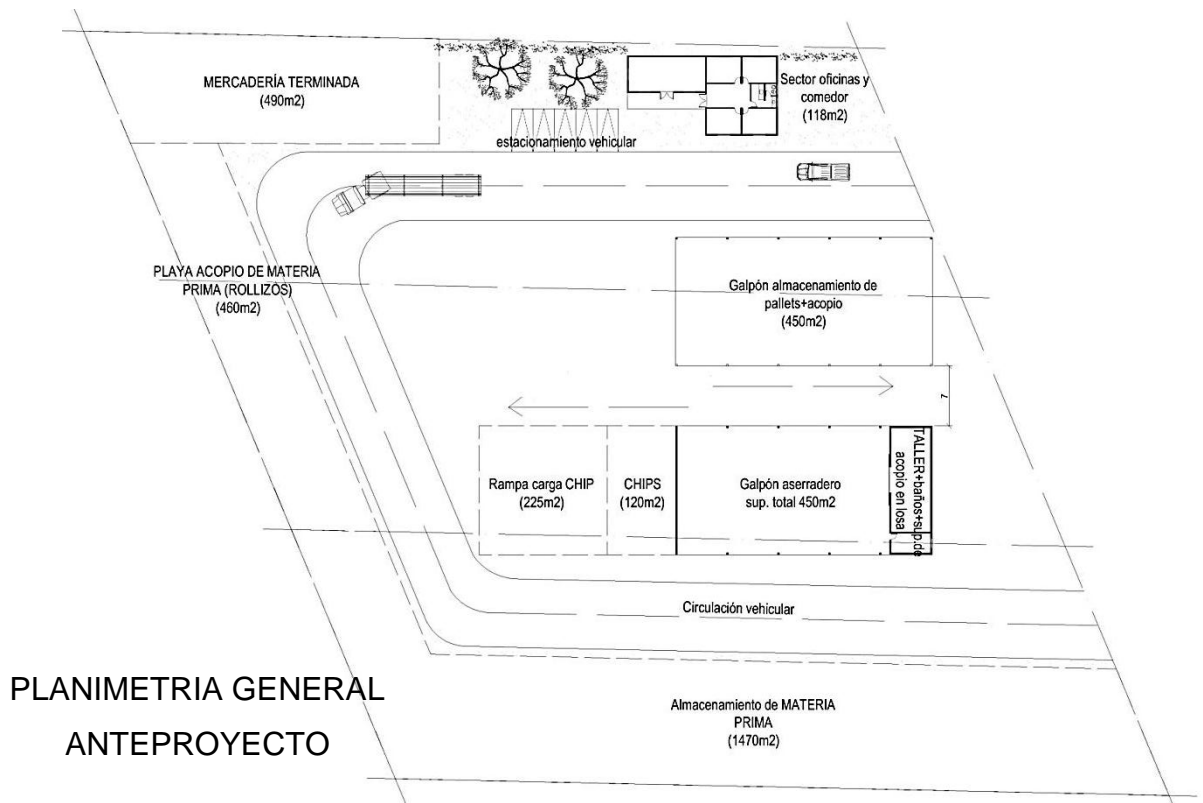 MERCADERÍA TERMINADA
(490m2)
Sector oficinas y
comedor
(118m2)
estacionamiento vehicular
PLAYA ACOPIO DE MATERIA
PRIMA (ROLLIZOS)
(460m2)
Galpón almacenamiento de
pallets+acopio
(450m2)
7
Rampa carga CHIP
(225m2)
CHIPS
(120m2)
Galpón aserradero
sup. total 450m2
TALLER+baños+sup.de
acopio en losa
Circulación vehicular
Almacenamiento de MATERIA
PRIMA
(1470m2)
PLANIMETRIA GENERAL
ANTEPROYECTO